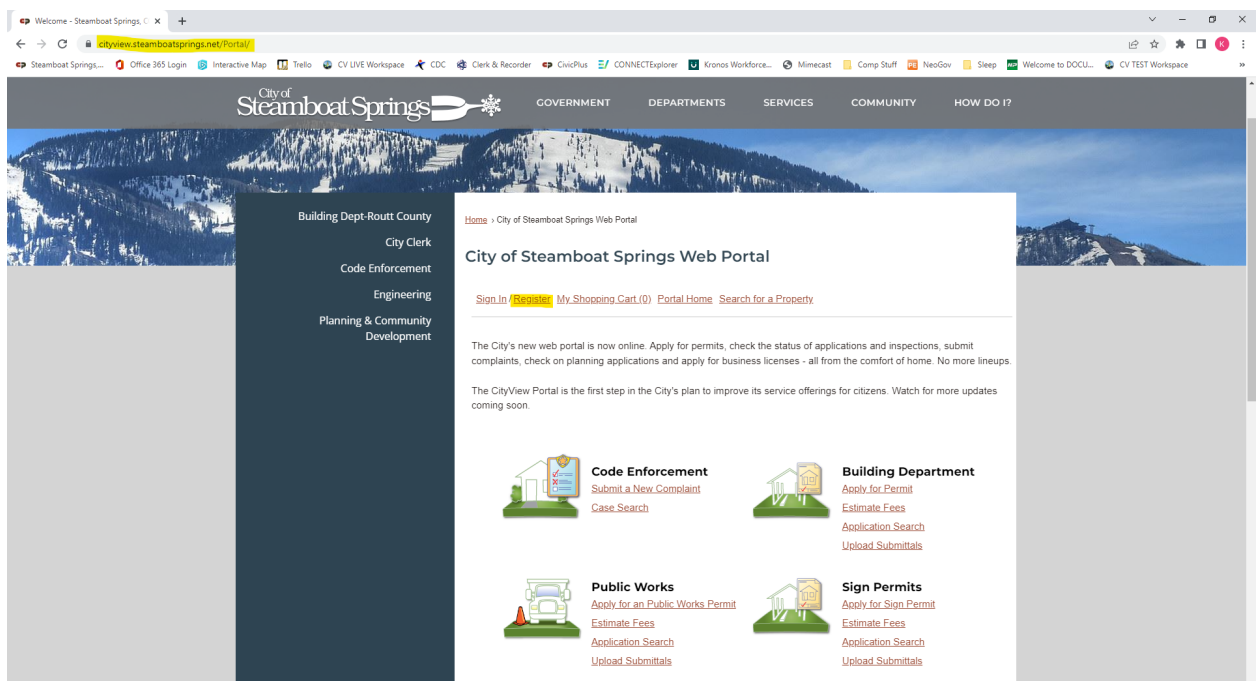 Welcome - Steamboat Springs, C
cityview.steamboatsprings.net/Portal/
Steamboat Springs,... Office 365 Login Interactive Map Trello CV LIVE Workspace CDC Clerk & Recorder CivicPlus CONNECTExplorer Kronos Workforce... Mimecast Comp Stuff NeoGov Sleep Welcome to DOCU... CV TEST Workspace »
City of
Steamboat Springs
GOVERNMENT DEPARTMENTS SERVICES COMMUNITY HOW DO I?
Building Dept-Routt County
City Clerk
Code Enforcement
Engineering
Planning & Community
Development
Home › City of Steamboat Springs Web Portal
City of Steamboat Springs Web Portal
Sign In / Register My Shopping Cart (0) Portal Home Search for a Property
The City's new web portal is now online. Apply for permits, check the status of applications and inspections, submit
complaints, check on planning applications and apply for business licenses - all from the comfort of home. No more lineups.
The CityView Portal is the first step in the City's plan to improve its service offerings for citizens. Watch for more updates
coming soon.
Code Enforcement
Submit a New Complaint
Case Search
Building Department
Apply for Permit
Estimate Fees
Application Search
Upload Submittals
Public Works
Apply for an Public Works Permit
Estimate Fees
Application Search
Upload Submittals
Sign Permits
Apply for Sign Permit
Estimate Fees
Application Search
Upload Submittals